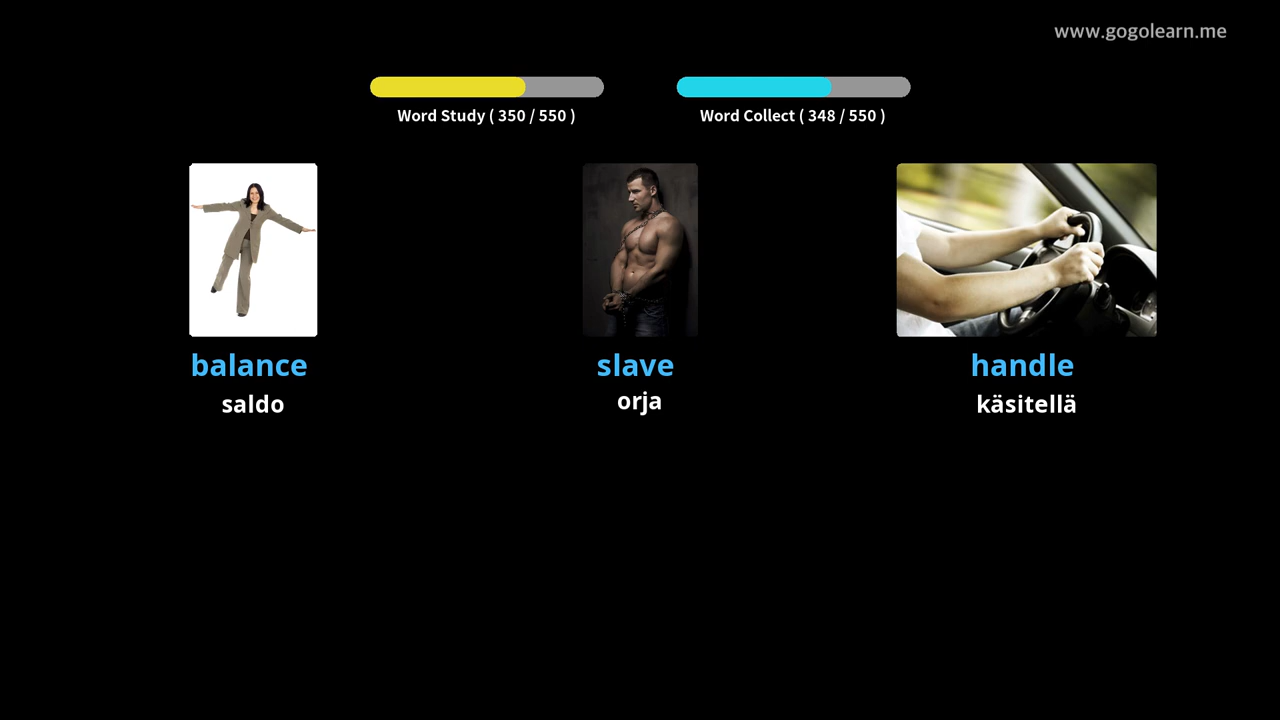 www.gogolearn.me
Word Study ( 350 / 550 )
Word Collect ( 348 / 550 )
balance
saldo
slave
orja
handle
käsitellä